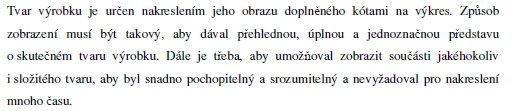 Tvar výrobku je určen nakreslením jeho obrazu doplněného kótami na výkres. Způsob
zobrazení musí být takový, aby dával přehlednou, úplnou a jednoznačnou představu
o skutečném tvaru výrobku. Dále je třeba, aby umožňoval zobrazit součásti jakéhokoliv
i složitého tvaru, aby byl snadno pochopitelný a srozumitelný a nevyžadoval pro nakreslení
mnoho času.